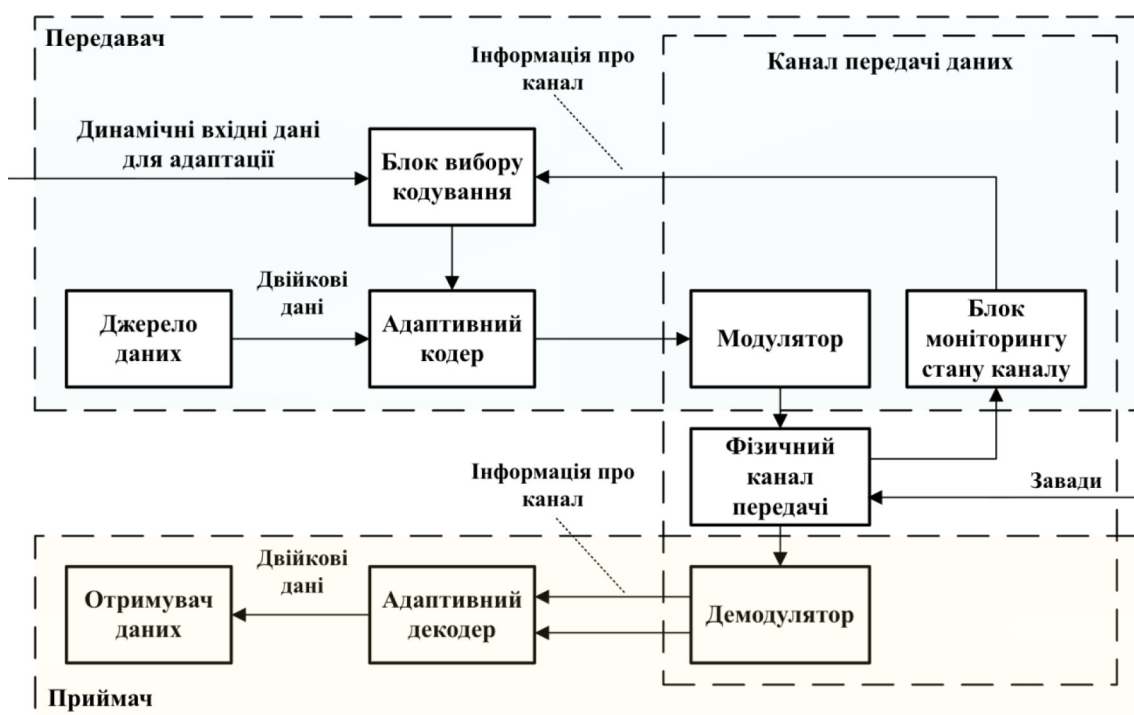 Передавач
Інформація про
канал
Канал передачі даних
Динамічні вхідні дані
для адаптації
Блок вибору
кодування
Двійкові
дані
Джерело
даних
Адаптивний
кодер
Модулятор
Блок
моніторингу
стану каналу
Фізичний
канал
передачі
Інформація про
канал
Завади
Двійкові
дані
Отримувач
даних
Адаптивний
декодер
Демодулятор
Приймач